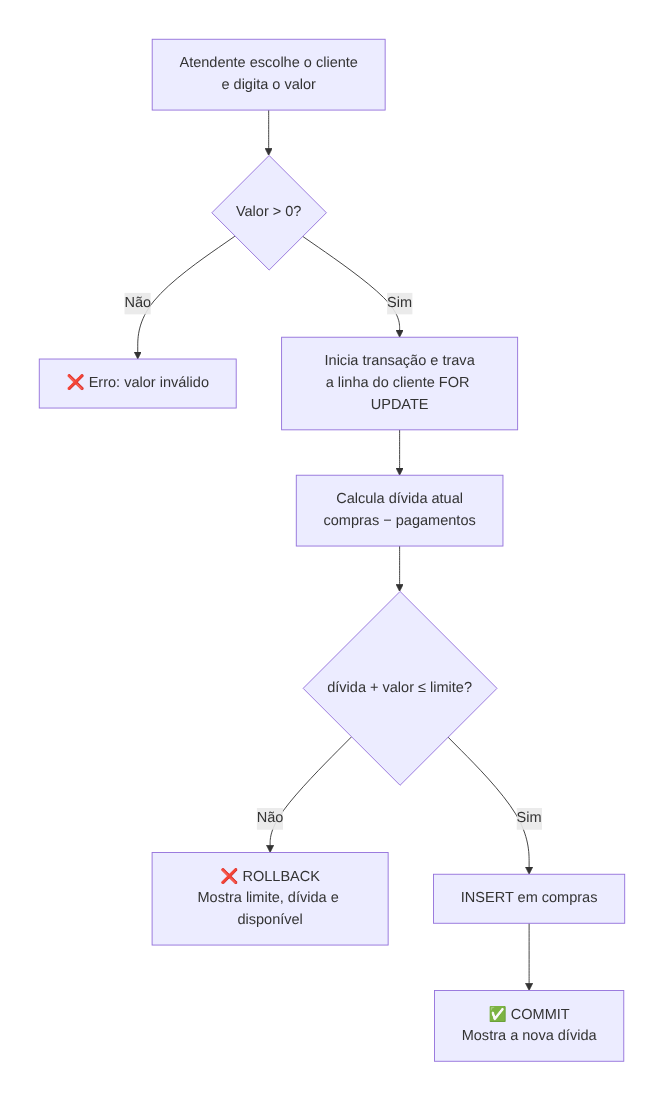 Atendente escolhe o cliente
e digita o valor
Valor > 0?
Não
Sim
❌ Erro: valor inválido
Inicia transação e trava
a linha do cliente FOR
UPDATE
Calcula dívida atual
compras − pagamentos
dívida + valor ≤ limite?
Não
Sim
❌ ROLLBACK
Mostra limite, dívida e
disponível
INSERT em compras
✅ COMMIT
Mostra a nova dívida